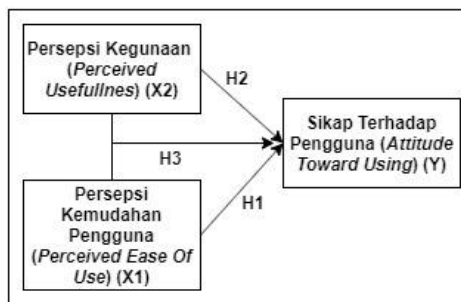 Persepsi Kegunaan
(Perceived
Usefullnes) (X2)
H2
Sikap Terhadap
Pengguna (Attitude
Toward Using) (Y)
H3
Persepsi
Kemudahan
Pengguna
(Perceived Ease Of
Use) (X1)
H1